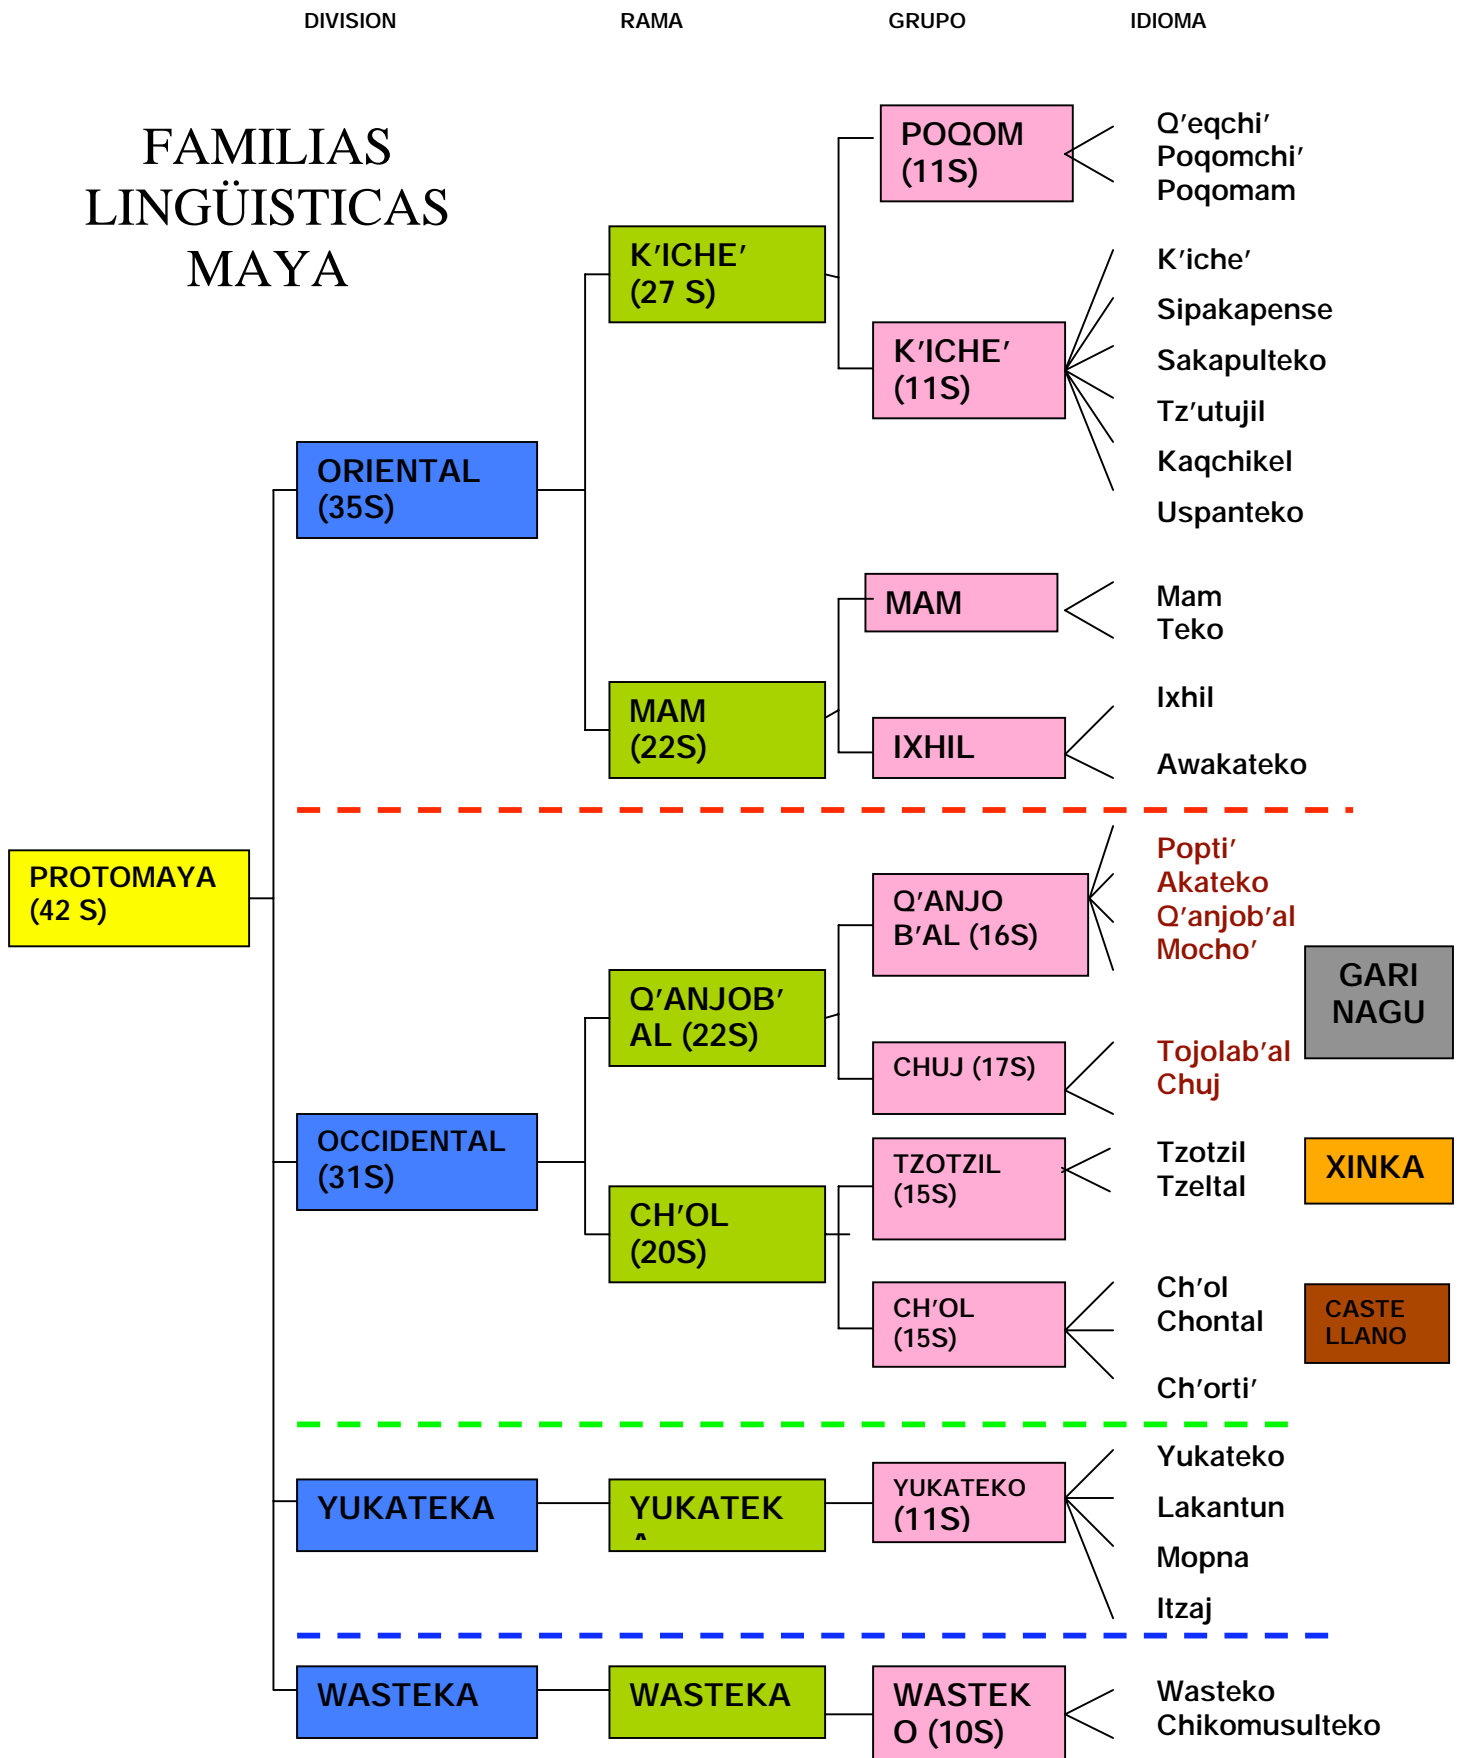 DIVISION RAMA GRUPO IDIOMA
FAMILIAS
LINGÜISTICAS
MAYA
PROTOMAYA
(42 S)
ORIENTAL
(35S)
K'ICHE'
(27 S)
POQOM
(11S)
Q'eqchi'
Poqomchi'
Poqomam
K'ICHE'
(11S)
K'iche'
Sipakapense
Sakapulteko
Tz'utujil
Kaqchikel
Uspanteko
MAM
(22S)
MAM
Mam
Teko
IXHIL
Ixhil
Awakateko
OCCIDENTAL
(31S)
Q'ANJOB'
AL (22S)
Q'ANJO
B'AL (16S)
Popti'
Akateko
Q'anjob'al
Mocho'
CHUJ (17S)
Tojolab'al
Chuj
CH'OL
(20S)
TZOTZIL
(15S)
Tzotzil
Tzeltal
CH'OL
(15S)
Ch'ol
Chontal
Ch'orti'
YUKATEKA
YUKATEK
A
YUKATEKO
(11S)
Yukateko
Lakantun
Mopna
Itzaj
WASTEKA
WASTEKA
WASTEK
O (10S)
Wasteko
Chikomusulteko
GARI
NAGU
XINKA
CASTE
LLANO